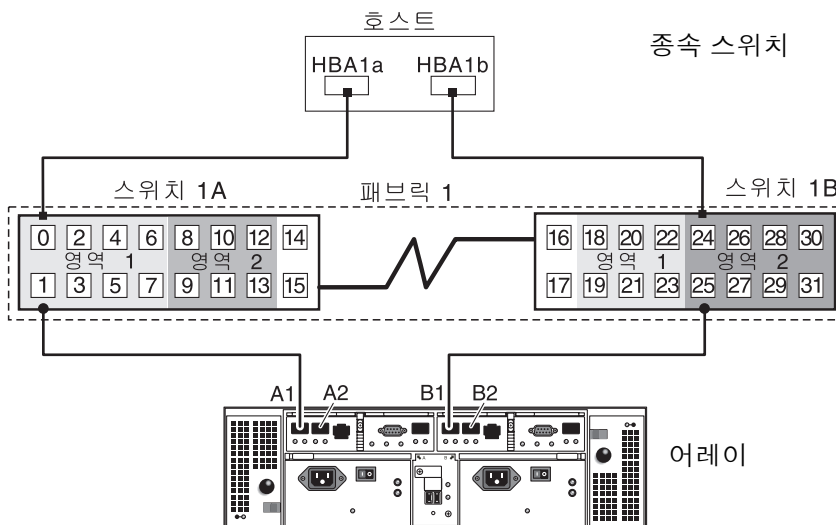 호스트
종속 스위치
HBA1a HBA1b
스위치 1A 패브릭 1 스위치 1B
0 2 4 6 8 10 12 14 16 18 20 22 24 26 28 30
영역 1 영역 2 영역 1 영역 2
1 3 5 7 9 11 13 15 17 19 21 23 25 27 29 31
A1 A2 B1 B2
어레이